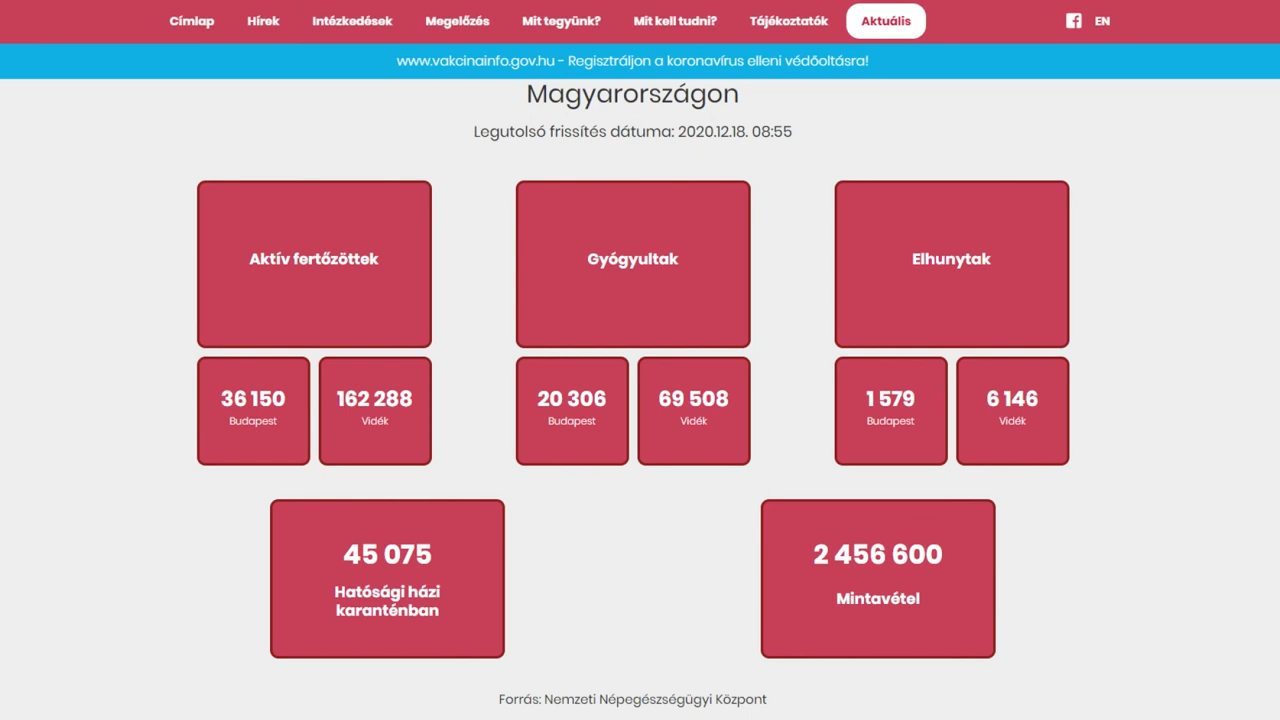 Címlap Hírek Intézkedések Megelőzés Mit tegyünk? Mit kell tudni? Tájékoztatók Aktuális EN
www.vakcinainfo.gov.hu - Regisztráljon a koronavírus elleni védőoltásra!
Magyarországon
Legutolsó frissítés dátuma: 2020.12.18. 08:55
Aktív fertőzöttek
Gyógyultak
Elhunytak
36 150
Budapest
162 288
Vidék
20 306
Budapest
69 508
Vidék
1 579
Budapest
6 146
Vidék
45 075
Hatósági házi
karanténban
2 456 600
Mintavétel
Forrás: Nemzeti Népegészségügyi Központ